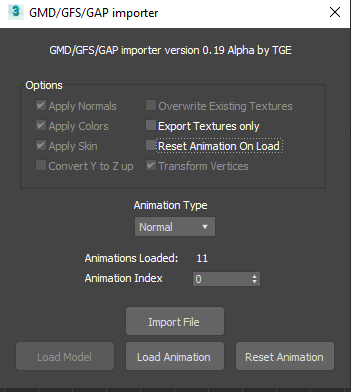 3 GMD/GFS/GAP importer
GMD/GFS/GAP importer version 0.19 Alpha by TGE
Options
Apply Normals Overwrite Existing Textures
Apply Colors Export Textures only
Apply Skin Reset Animation On Load
Convert Y to Z up Transform Vertices
Animation Type
Normal
Animations Loaded: 11
Animation Index 0
Import File
Load Model Load Animation Reset Animation